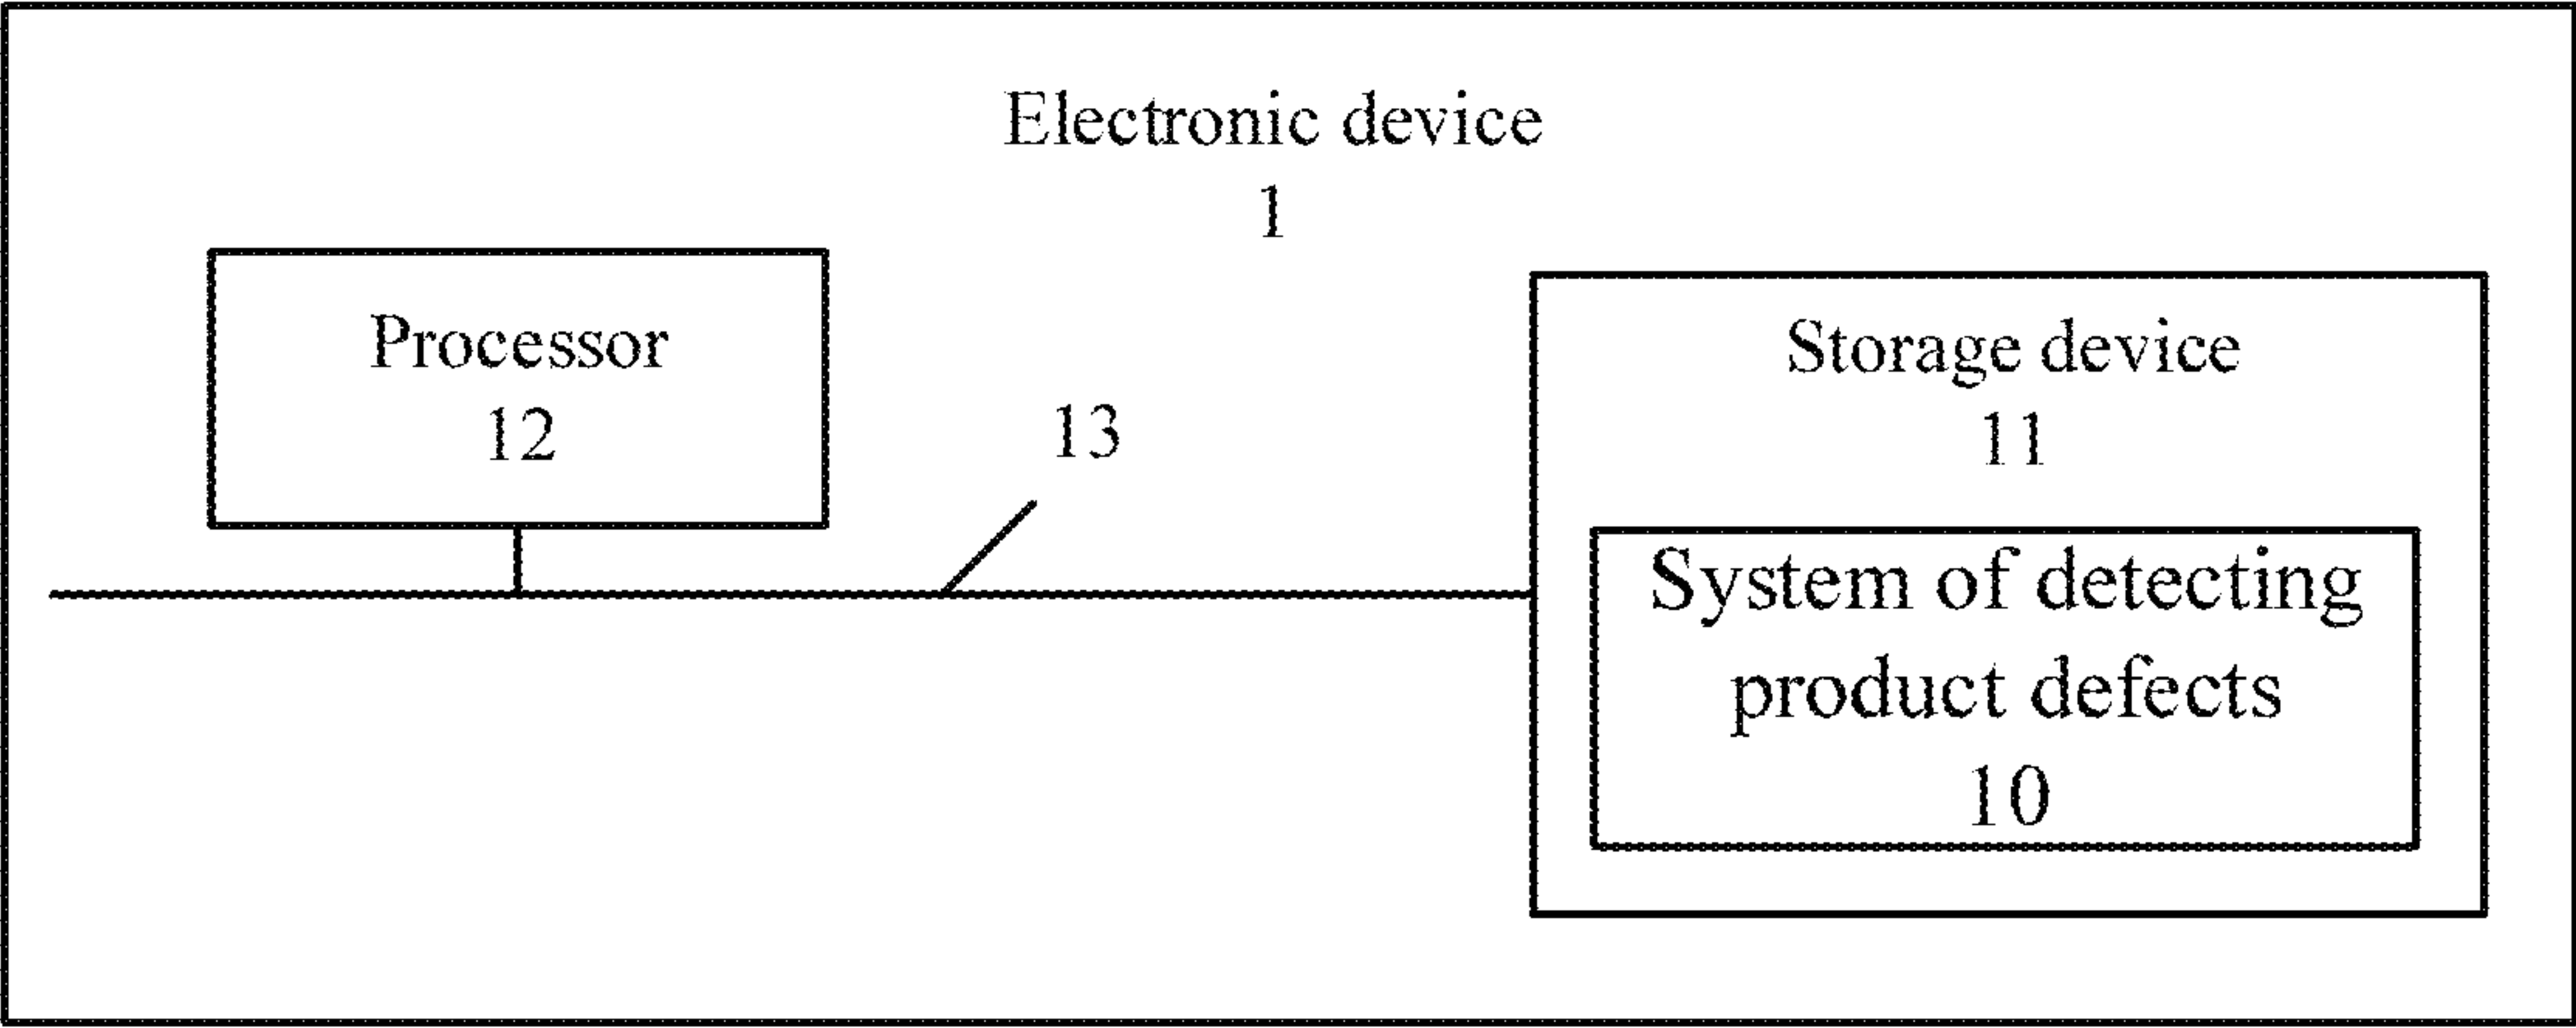 Electronic device
1
Processor
12
13
Storage device
11
System of detecting
product defects
10